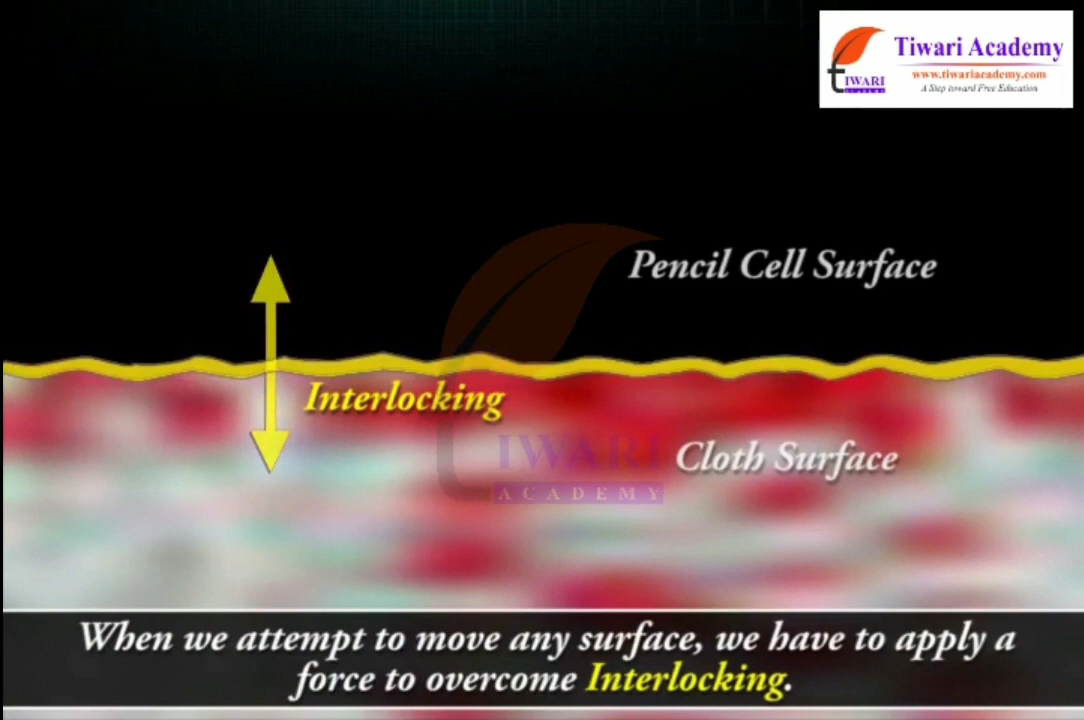 Tiwari Academy
www.tiwariacademy.com
A Step toward Free Education
TIWARI
ACADEMY
Pencil Cell Surface
Interlocking
Cloth Surface
TIWARI
ACADEMY
When we attempt to move any surface, we have to apply a
force to overcome Interlocking.